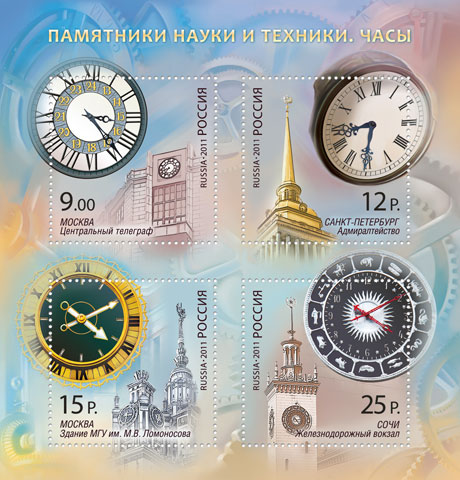 ПАМЯТНИКИ НАУКИ И ТЕХНИКИ. ЧАСЫ
RUSSIA • 2011 РОССИЯ
9.00
МОСКВА
Центральный телеграф
RUSSIA • 2011 РОССИЯ
12 Р.
САНКТ-ПЕТЕРБУРГ
Адмиралтейство
RUSSIA • 2011 РОССИЯ
15 Р.
МОСКВА
Здание МГУ им. М.В. Ломоносова
RUSSIA • 2011 РОССИЯ
25 Р.
СОЧИ
Железнодорожный вокзал